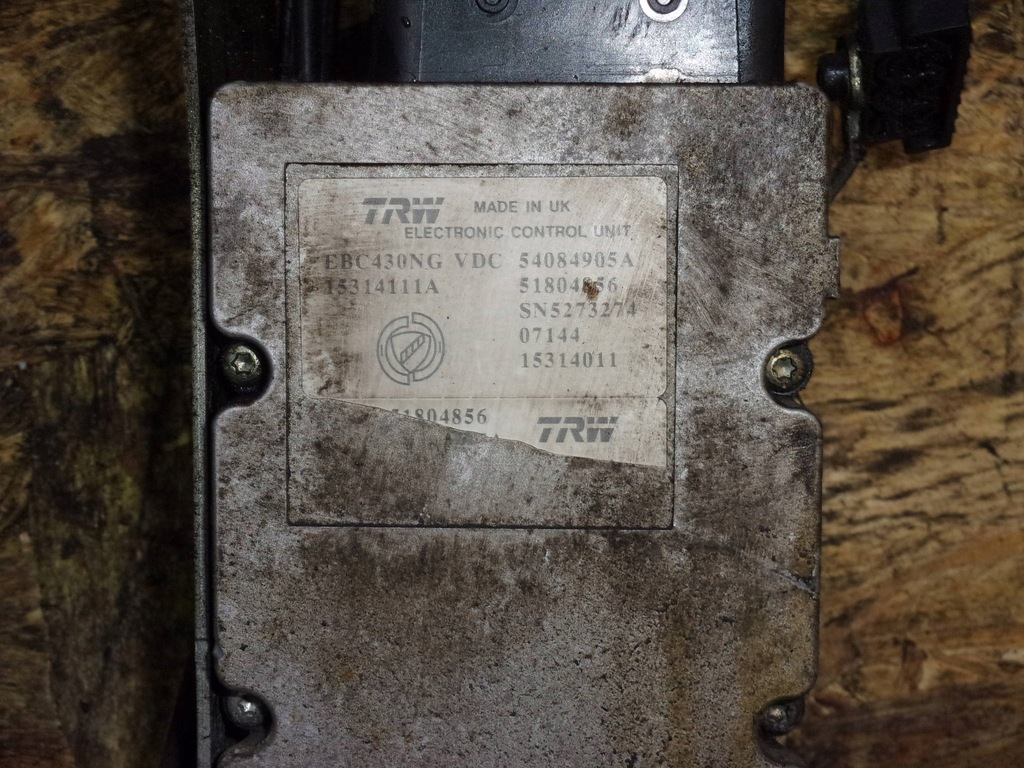 TRW MADE IN UK
ELECTRONIC CONTROL UNIT
EBC430NG VDC 54084905A
15314111A 51804856
SN5273274
07144
15314011
51804856 TRW